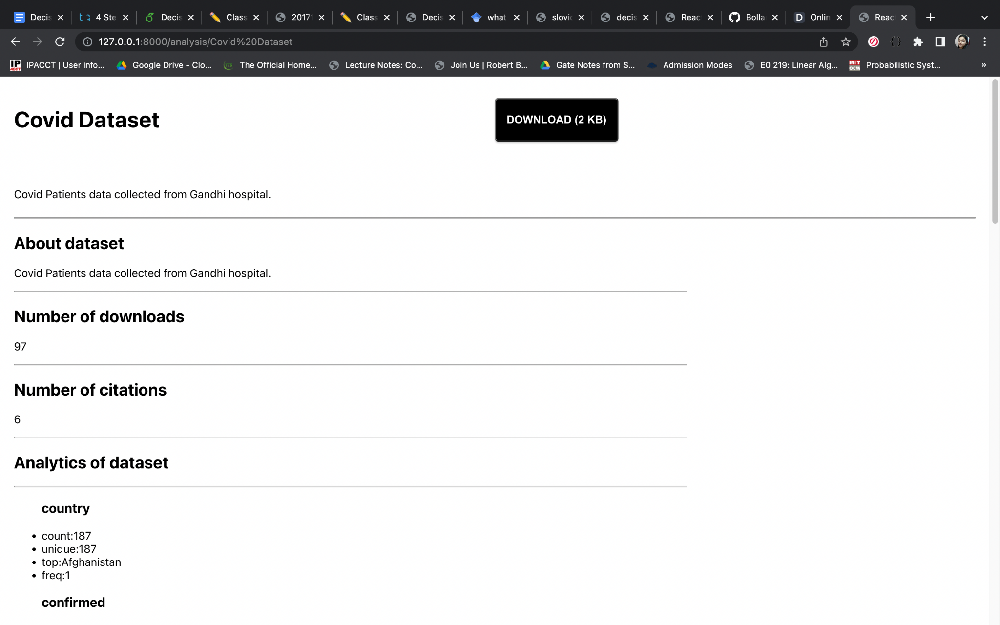 Decis
4 Ste
Decis
Class
2017
Class
Decis
what
slovic
decis
Reac
Bolla
Onlin
Reac
127.0.0.1:8000/analysis/Covid%20Dataset
IPACCT | User info...
Google Drive - Clo...
The Official Home...
Lecture Notes: Co...
Join Us | Robert B...
Gate Notes from S...
Admission Modes
E0 219: Linear Alg...
Probabilistic Syst...
»
Covid Dataset
DOWNLOAD (2 KB)
Covid Patients data collected from Gandhi hospital.
About dataset
Covid Patients data collected from Gandhi hospital.
Number of downloads
97
Number of citations
6
Analytics of dataset
country
• count:187
• unique:187
• top:Afghanistan
• freq:1
confirmed